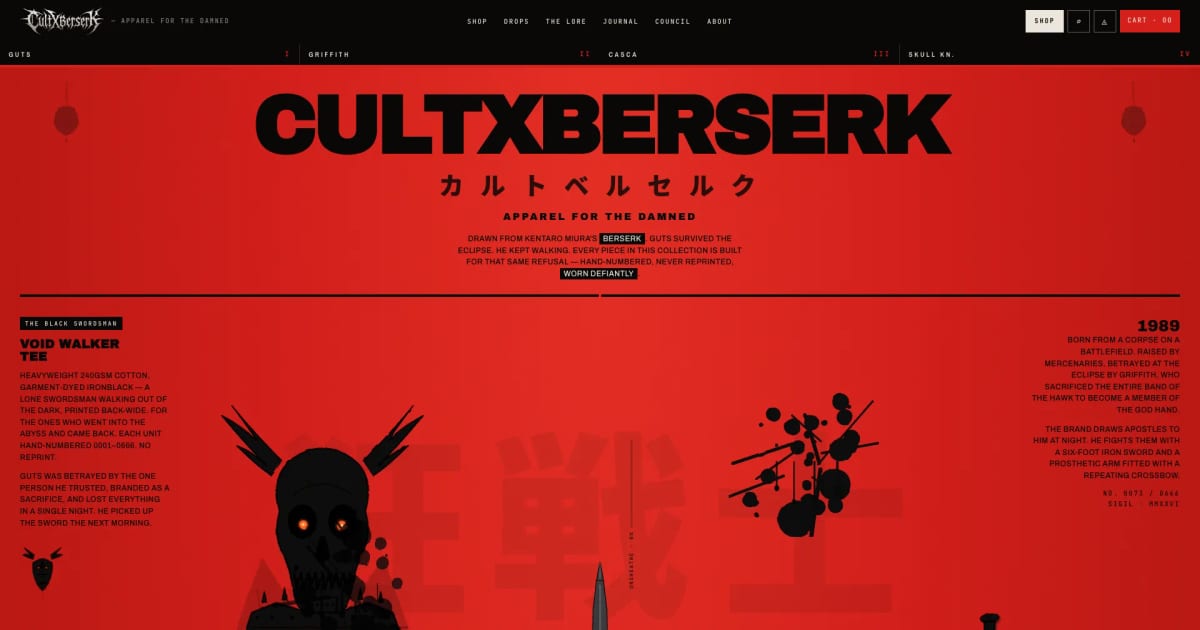 CultXBerserk
— APPAREL FOR THE DAMNED
SHOP DROPS THE LORE JOURNAL COUNCIL ABOUT
SHOP
CART · 00
GUTS I
GRIFFITH II
CASCA III
SKULL KN. IV
CULTXBERSERK
カルトベルセルク
APPAREL FOR THE DAMNED
DRAWN FROM KENTARO MIURA'S BERSERK. GUTS SURVIVED THE
ECLIPSE. HE KEPT WALKING. EVERY PIECE IN THIS COLLECTION IS BUILT
FOR THAT SAME REFUSAL — HAND-NUMBERED, NEVER REPRINTED,
WORN DEFIANTLY
THE BLACK SWORDSMAN
VOID WALKER
TEE
HEAVYWEIGHT 240GSM COTTON,
GARMENT-DYED IRONBLACK — A
LONE SWORDSMAN WALKING OUT OF
THE DARK, PRINTED BACK-WIDE. FOR
THE ONES WHO WENT INTO THE
ABYSS AND CAME BACK. EACH UNIT
HAND-NUMBERED 0001–0666. NO
REPRINT.
GUTS WAS BETRAYED BY THE ONE
PERSON HE TRUSTED, BRANDED AS A
SACRIFICE, AND LOST EVERYTHING
IN A SINGLE NIGHT. HE PICKED UP
THE SWORD THE NEXT MORNING.
1989
BORN FROM A CORPSE ON A
BATTLEFIELD. RAISED BY
MERCENARIES. BETRAYED AT THE
ECLIPSE BY GRIFFITH, WHO
SACRIFICED THE ENTIRE BAND OF
THE HAWK TO BECOME A MEMBER OF
THE GOD HAND.
THE BRAND DRAWS APOSTLES TO
HIM AT NIGHT. HE FIGHTS THEM WITH
A SIX-FOOT IRON SWORD AND A
PROSTHETIC ARM FITTED WITH A
REPEATING CROSSBOW.
NO. 0073 / 0666
SIGIL · MMXXVI
狂戦士